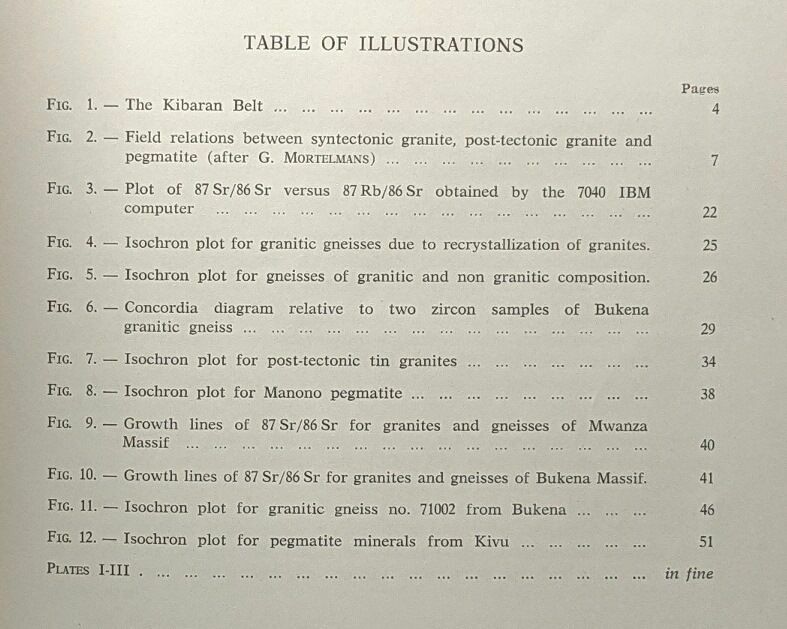 TABLE OF ILLUSTRATIONS
Pages
FIG. 1. — The Kibaran Belt ... ... ... ... ... ... ... ... ... ... ... ... ... ... 4
FIG. 2. — Field relations between syntectonic granite, post-tectonic granite and
pegmatite (after G. MORTELMANS) ... ... ... ... ... ... ... ... ... ... 7
FIG. 3. — Plot of 87 Sr/86 Sr versus 87 Rb/86 Sr obtained by the 7040 IBM
computer ... ... ... ... ... ... ... ... ... ... ... ... ... ... ... ... 22
FIG. 4. — Isochron plot for granitic gneisses due to recrystallization of granites. 25
FIG. 5. — Isochron plot for gneisses of granitic and non granitic composition. 26
FIG. 6. — Concordia diagram relative to two zircon samples of Bukena
granitic gneiss ... ... ... ... ... ... ... ... ... ... ... ... ... ... ... 29
FIG. 7. — Isochron plot for post-tectonic tin granites ... ... ... ... ... ... ... 34
FIG. 8. — Isochron plot for Manono pegmatite ... ... ... ... ... ... ... ... ... 38
FIG. 9. — Growth lines of 87 Sr/86 Sr for granites and gneisses of Mwanza
Massif ... ... ... ... ... ... ... ... ... ... ... ... ... ... ... ... ... 40
FIG. 10. — Growth lines of 87 Sr/86 Sr for granites and gneisses of Bukena Massif. 41
FIG. 11. — Isochron plot for granitic gneiss no. 71002 from Bukena ... ... ... 46
FIG. 12. — Isochron plot for pegmatite minerals from Kivu ... ... ... ... ... 51
PLATES I-III . ... ... ... ... ... ... ... ... ... ... ... ... ... ... ... ... ... ... in fine